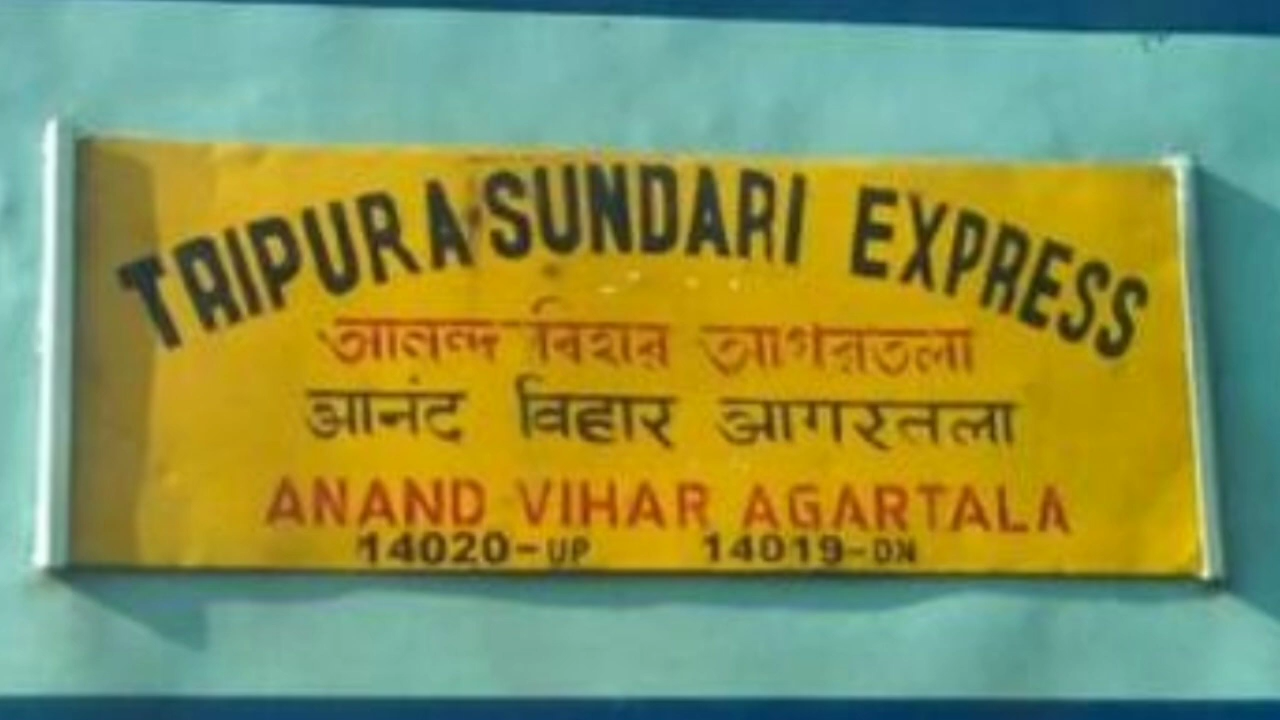 TRIPURA SUNDARI EXPRESS
আনন্দ বিহার আগরতলা
आनंद विहार आगरतला
ANAND VIHAR AGARTALA
14020-UP 14019-DN